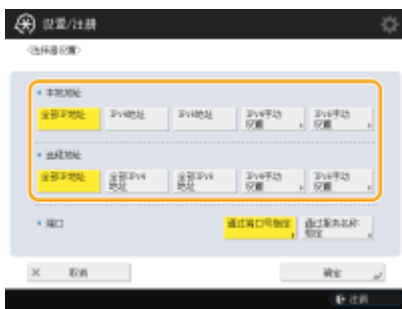 设置/注册
<选择器设置>
本地地址
全部IP地址 IPv4地址 IPv6地址 IPv4手动设置 IPv6手动设置
远程地址
全部IP地址 全部IPv4地址 全部IPv6地址 IPv4手动设置 IPv6手动设置
端口 通过端口号指定 通过服务名称指定
× 取消 确定
注销